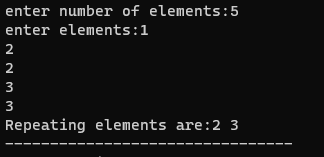 enter number of elements:5
enter elements:1
2
2
3
3
Repeating elements are:2 3
--------------------------------